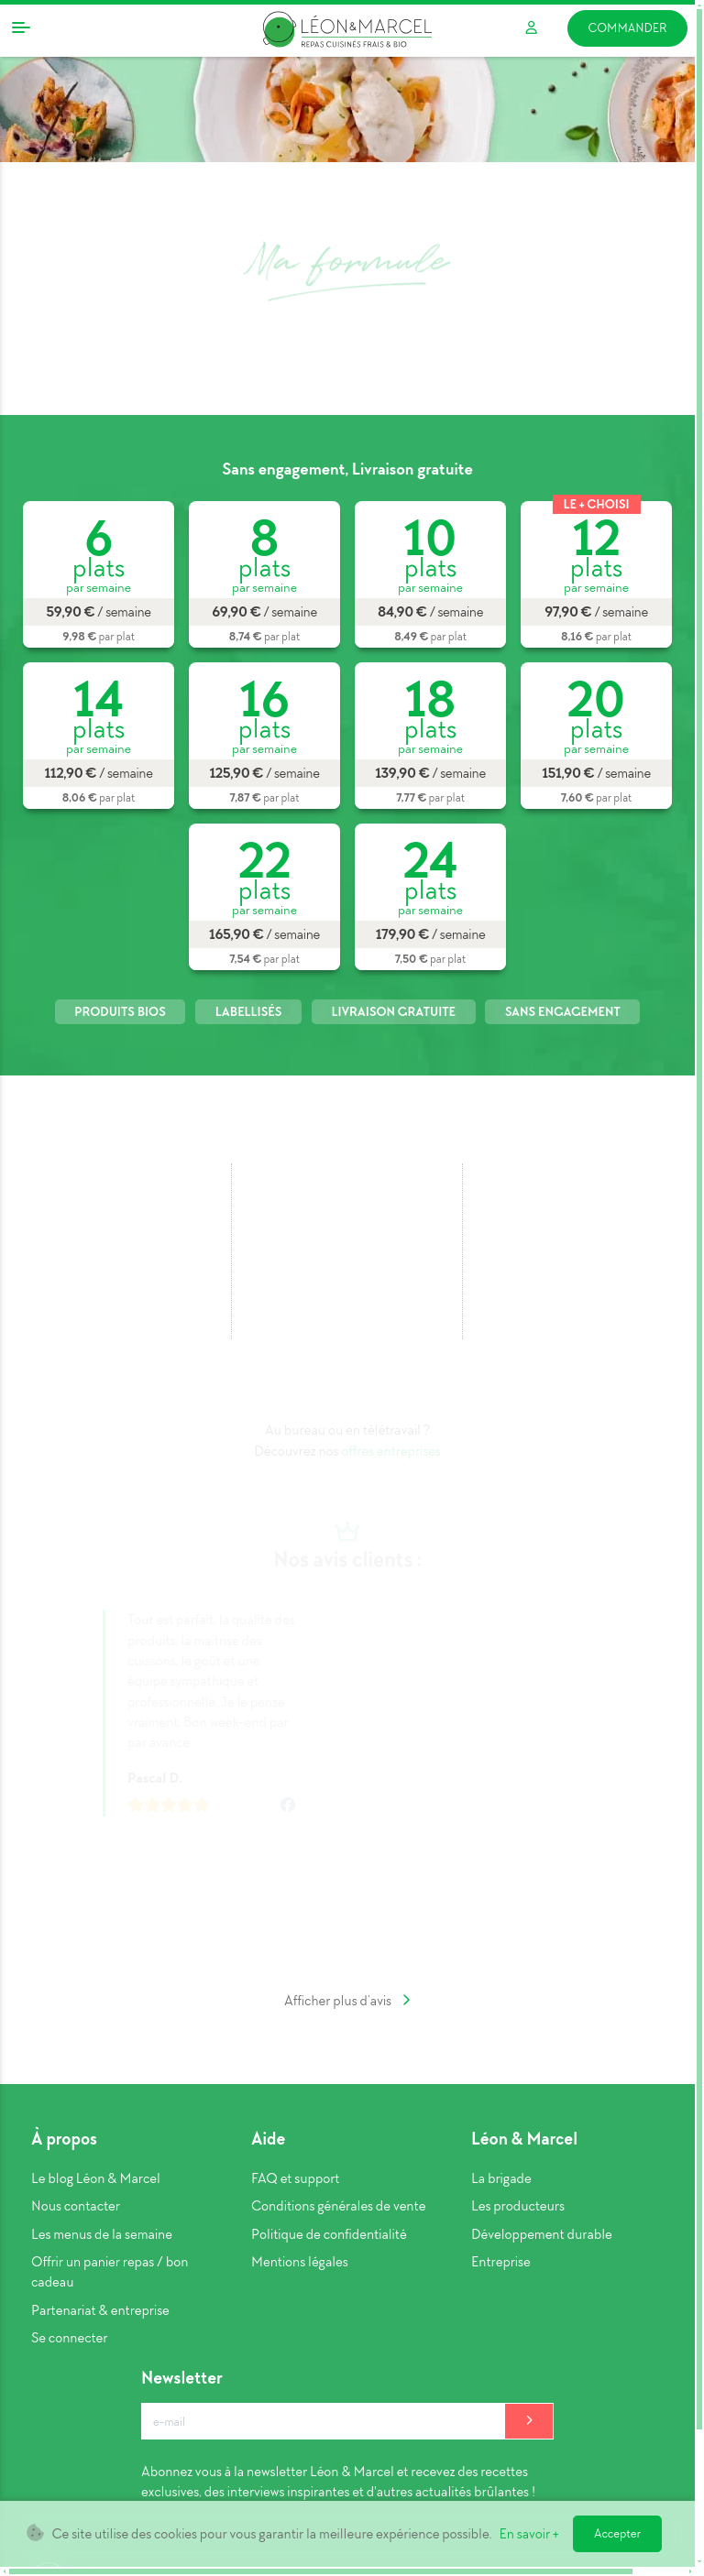 LÉON&MARCEL
REPAS CUISINÉS FRAIS & BIO
COMMANDER
Ma formule
Sans engagement, Livraison gratuite
6
plats
par semaine
59,90 € / semaine
9,98 € par plat
8
plats
par semaine
69,90 € / semaine
8,74 € par plat
10
plats
par semaine
84,90 € / semaine
8,49 € par plat
LE + CHOISI
12
plats
par semaine
97,90 € / semaine
8,16 € par plat
14
plats
par semaine
112,90 € / semaine
8,06 € par plat
16
plats
par semaine
125,90 € / semaine
7,87 € par plat
18
plats
par semaine
139,90 € / semaine
7,77 € par plat
20
plats
par semaine
151,90 € / semaine
7,60 € par plat
22
plats
par semaine
165,90 € / semaine
7,54 € par plat
24
plats
par semaine
179,90 € / semaine
7,50 € par plat
PRODUITS BIOS
LABELLISÉS
LIVRAISON GRATUITE
SANS ENGAGEMENT
Au bureau ou en télétravail ?
Découvrez nos offres entreprises
Nos avis clients :
Tout est parfait, la qualité des
produits, la maitrise des
cuissons, le goût et une
équipe sympathique et
professionnelle. Je le pense
vraiment. Bon week-end par
par avance.
Pascal D.
Afficher plus d'avis
À propos
Le blog Léon & Marcel
Nous contacter
Les menus de la semaine
Offrir un panier repas / bon
cadeau
Partenariat & entreprise
Se connecter
Aide
FAQ et support
Conditions générales de vente
Politique de confidentialité
Mentions légales
Léon & Marcel
La brigade
Les producteurs
Développement durable
Entreprise
Newsletter
e-mail
Abonnez vous à la newsletter Léon & Marcel et recevez des recettes
exclusives, des interviews inspirantes et d'autres actualités brûlantes !
Ce site utilise des cookies pour vous garantir la meilleure expérience possible. En savoir +
Accepter